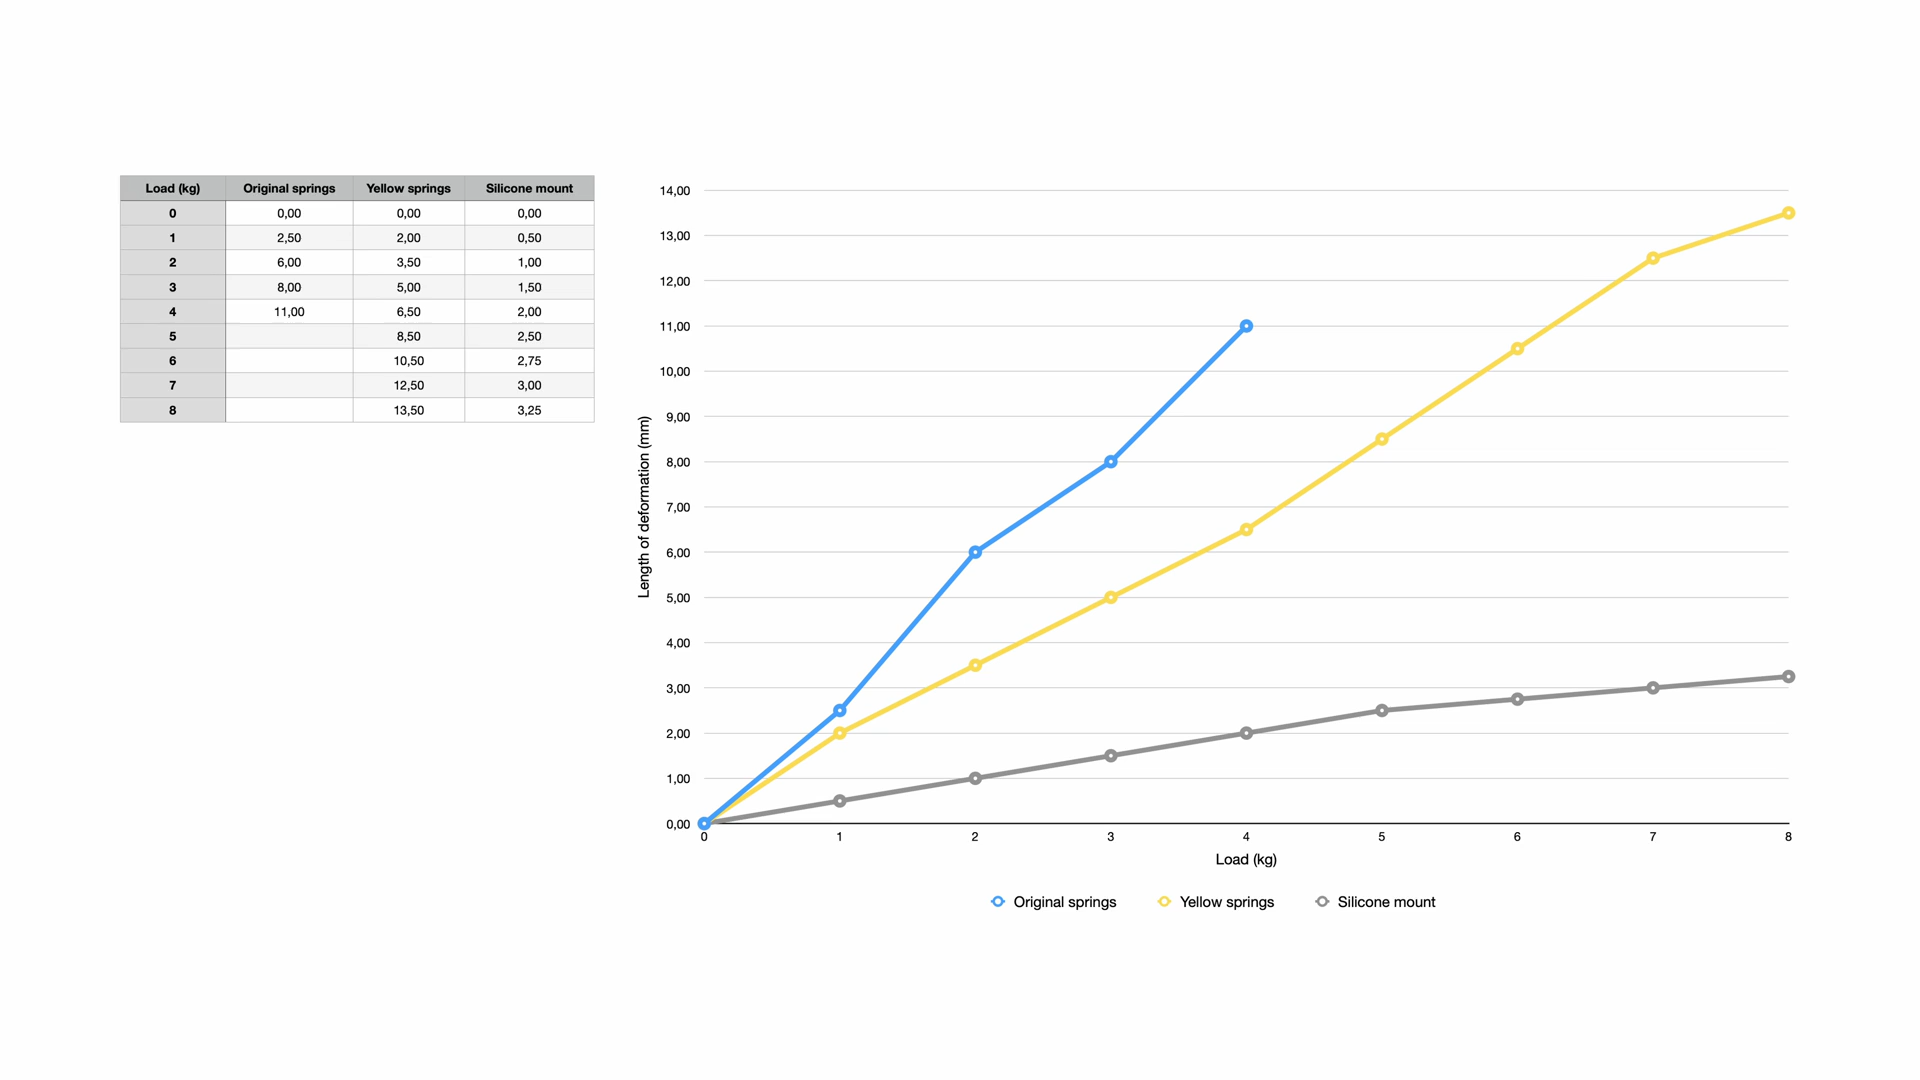 Load (kg) Original springs Yellow springs Silicone mount
0 0,00 0,00 0,00
1 2,50 2,00 0,50
2 6,00 3,50 1,00
3 8,00 5,00 1,50
4 11,00 6,50 2,00
5 8,50 2,50
6 10,50 2,75
7 12,50 3,00
8 13,50 3,25
Length of deformation (mm)
14,00
13,00
12,00
11,00
10,00
9,00
8,00
7,00
6,00
5,00
4,00
3,00
2,00
1,00
0,00
0 1 2 3 4 5 6 7 8
Load (kg)
Original springs Yellow springs Silicone mount